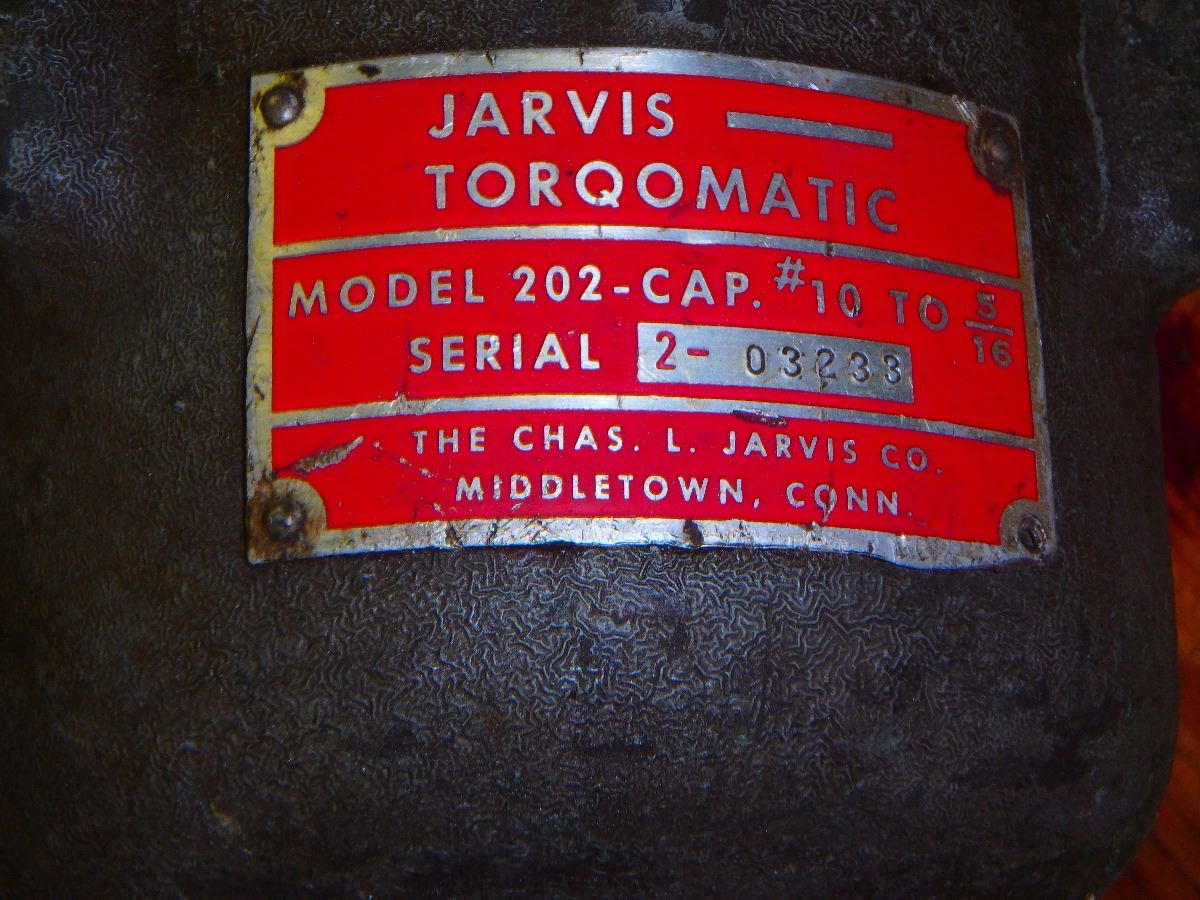 JARVIS
TORQOMATIC
MODEL 202-CAP. #10 TO 5/16
SERIAL 2- 03233
THE CHAS. L. JARVIS CO.
MIDDLETOWN, CONN.